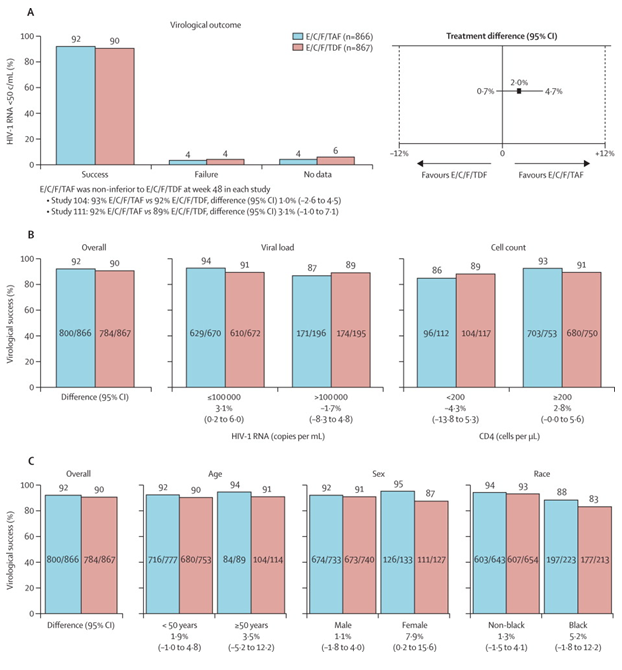 A
Virological outcome
E/C/F/TAF (n=866)
E/C/F/TDF (n=867)
HIV-1 RNA <50 c/mL (%)
100
80
60
40
20
0
92
90
4
4
4
6
Success
Failure
No data
Treatment difference (95% CI)
2·0%
0·7%
4·7%
−12%
0
+12%
Favours E/C/F/TDF
Favours E/C/F/TAF
E/C/F/TAF was non-inferior to E/C/F/TDF at week 48 in each study
• Study 104: 93% E/C/F/TAF vs 92% E/C/F/TDF, difference (95% CI) 1·0% (−2·6 to 4·5)
• Study 111: 92% E/C/F/TAF vs 89% E/C/F/TDF, difference (95% CI) 3·1% (−1·0 to 7·1)
B
Overall
Viral load
Cell count
Virological success (%)
100
80
60
40
20
0
92
90
94
91
87
89
86
89
93
91
800/866
784/867
629/670
610/672
171/196
174/195
96/112
104/117
703/753
680/750
Difference (95% CI)
≤100 000
3·1%
(0·2 to 6·0)
>100 000
−1·7%
(−8·3 to 4·8)
HIV-1 RNA (copies per mL)
<200
−4·3%
(−13·8 to 5·3)
≥200
2·8%
(−0·0 to 5·6)
CD4 (cells per μL)
C
Overall
Age
Sex
Race
Virological success (%)
100
80
60
40
20
0
92
90
92
90
94
91
92
91
95
87
94
93
88
83
800/866
784/867
716/777
680/753
84/89
104/114
674/733
673/740
126/133
111/127
603/643
607/654
197/223
177/213
Difference (95% CI)
< 50 years
1·9%
(−1·0 to 4·8)
≥50 years
3·5%
(−5·2 to 12·2)
Male
1·1%
(−1·8 to 4·0)
Female
7·9%
(0·2 to 15·6)
Non-black
1·3%
(−1·5 to 4·1)
Black
5·2%
(−1·8 to 12·2)